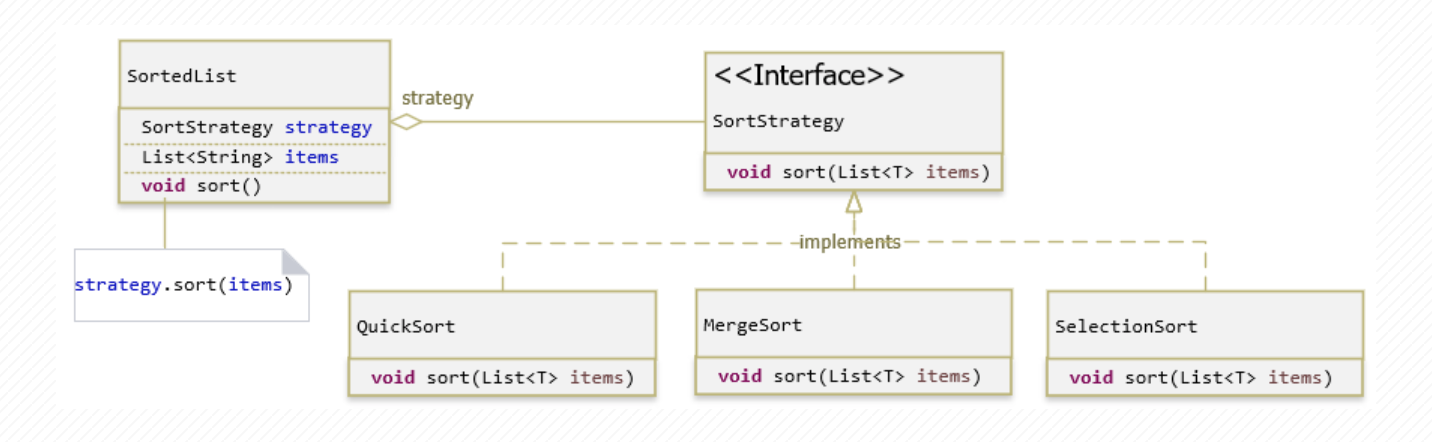 SortedList
SortStrategy strategy
List<String> items
void sort()
strategy.sort(items)
strategy
<<Interface>>
SortStrategy
void sort(List<T> items)
implements
QuickSort
void sort(List<T> items)
MergeSort
void sort(List<T> items)
SelectionSort
void sort(List<T> items)